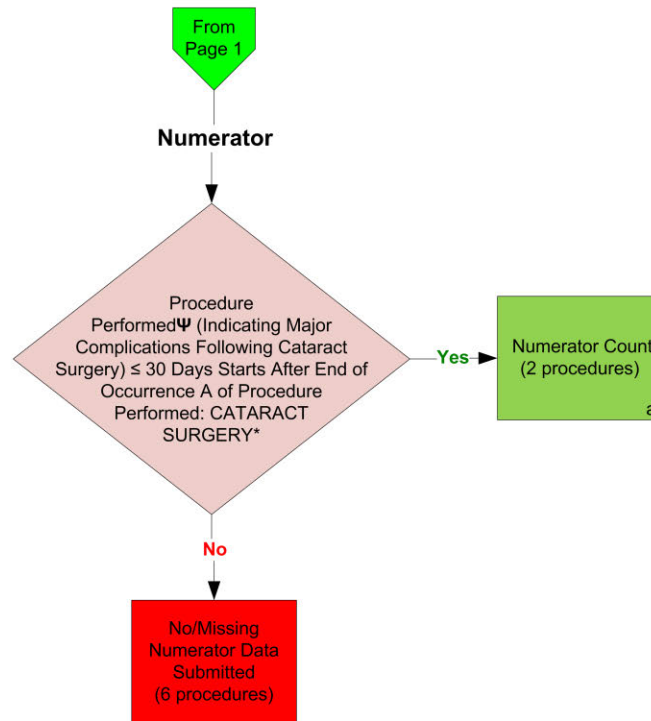 From
Page 1
Numerator
Procedure
PerformedΨ (Indicating Major
Complications Following Cataract
Surgery) ≤ 30 Days Starts After End of
Occurrence A of Procedure
Performed: CATARACT
SURGERY*
Yes
Numerator Count
(2 procedures)
a
No
No/Missing
Numerator Data
Submitted
(6 procedures)